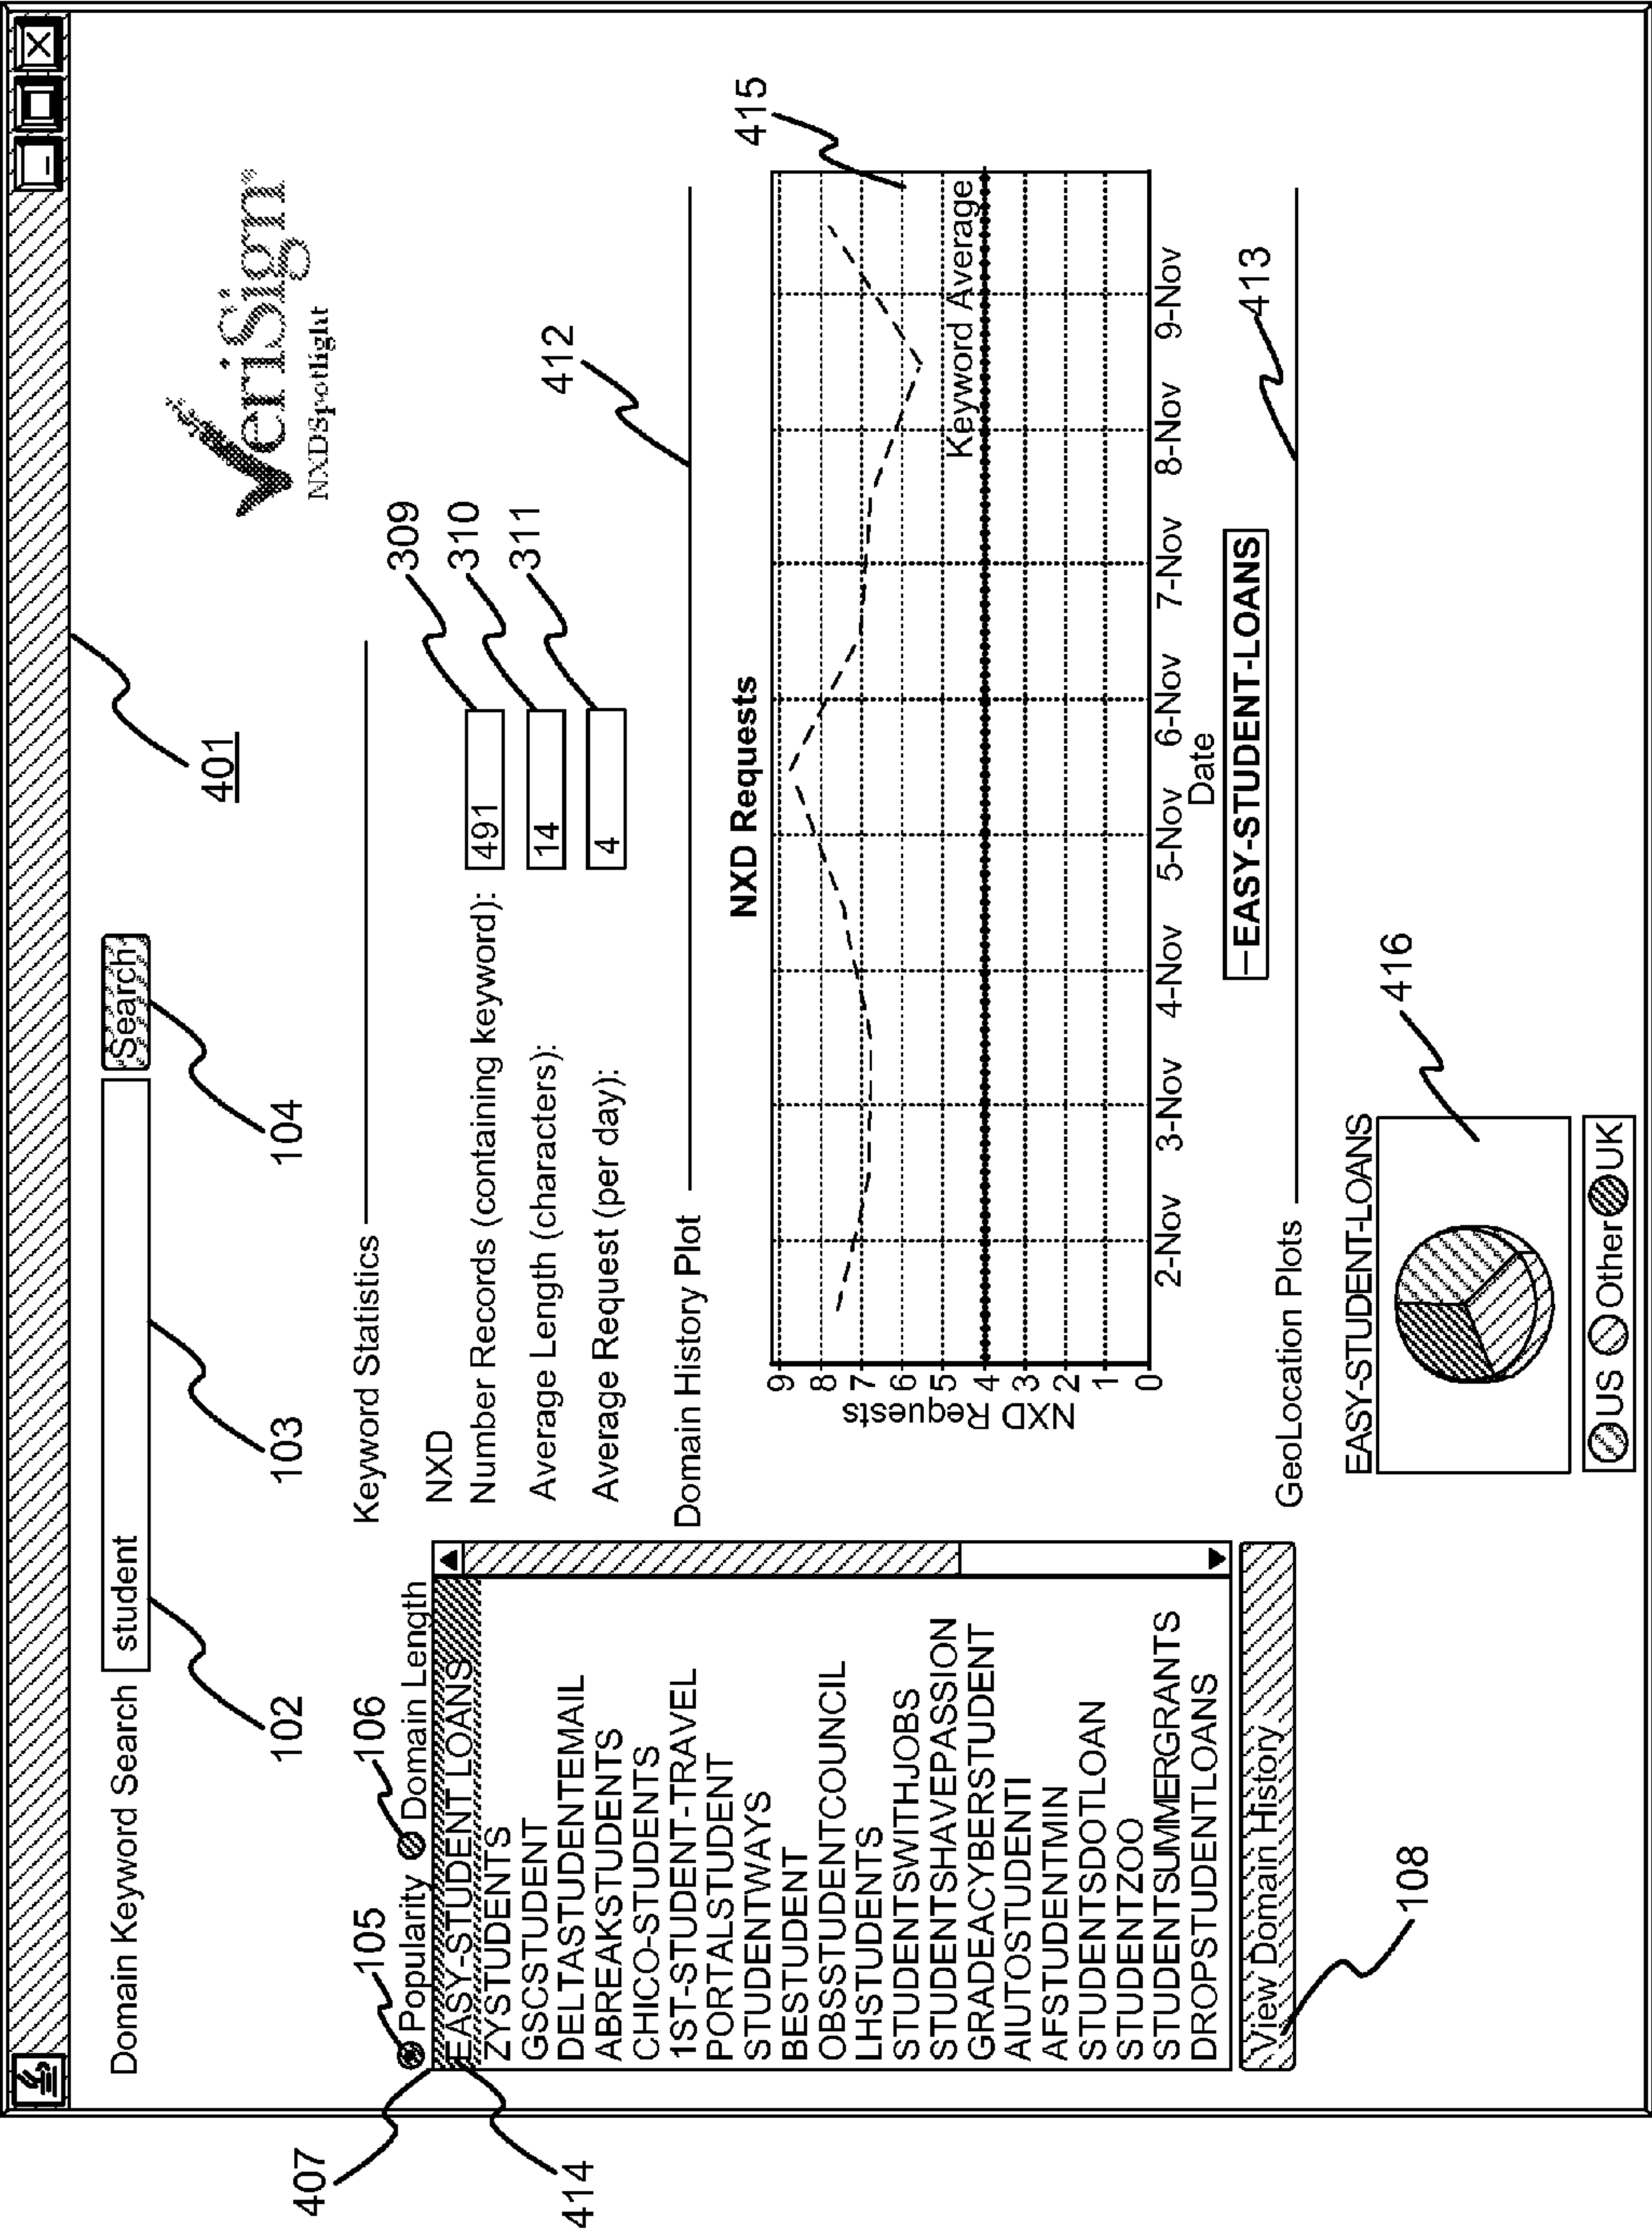 401
Domain Keyword Search
student
Search
102
103
104
VeriSign®
NXDSpotlight
105
106
Popularity
Domain Length
407
414
EASY-STUDENT LOANS
ZYSTUDENTS
GSCSTUDENT
DELTASTUDENTEMAIL
ABREAKSTUDENTS
CHICO-STUDENTS
1ST-STUDENT-TRAVEL
PORTALSTUDENT
STUDENTWAYS
BESTUDENT
OBSSTUDENTCOUNCIL
LHSTUDENTS
STUDENTSWITHJOBS
STUDENTSHAVEPASSION
GRADEACYBERSTUDENT
AIUTOSTUDENTI
AFSTUDENTMIN
STUDENTSDOTLOAN
STUDENTZOO
STUDENTSUMMERGRANTS
DROPSTUDENTLOANS
View Domain History
108
Keyword Statistics
NXD
Number Records (containing keyword):
491
309
Average Length (characters):
14
310
Average Request (per day):
4
311
Domain History Plot
412
NXD Requests
415
NXD Requests
9
8
7
6
5
4
3
2
1
0
Keyword Average
2-Nov
3-Nov
4-Nov
5-Nov
6-Nov
7-Nov
8-Nov
9-Nov
Date
EASY-STUDENT-LOANS
GeoLocation Plots
413
EASY-STUDENT-LOANS
416
US
Other
UK